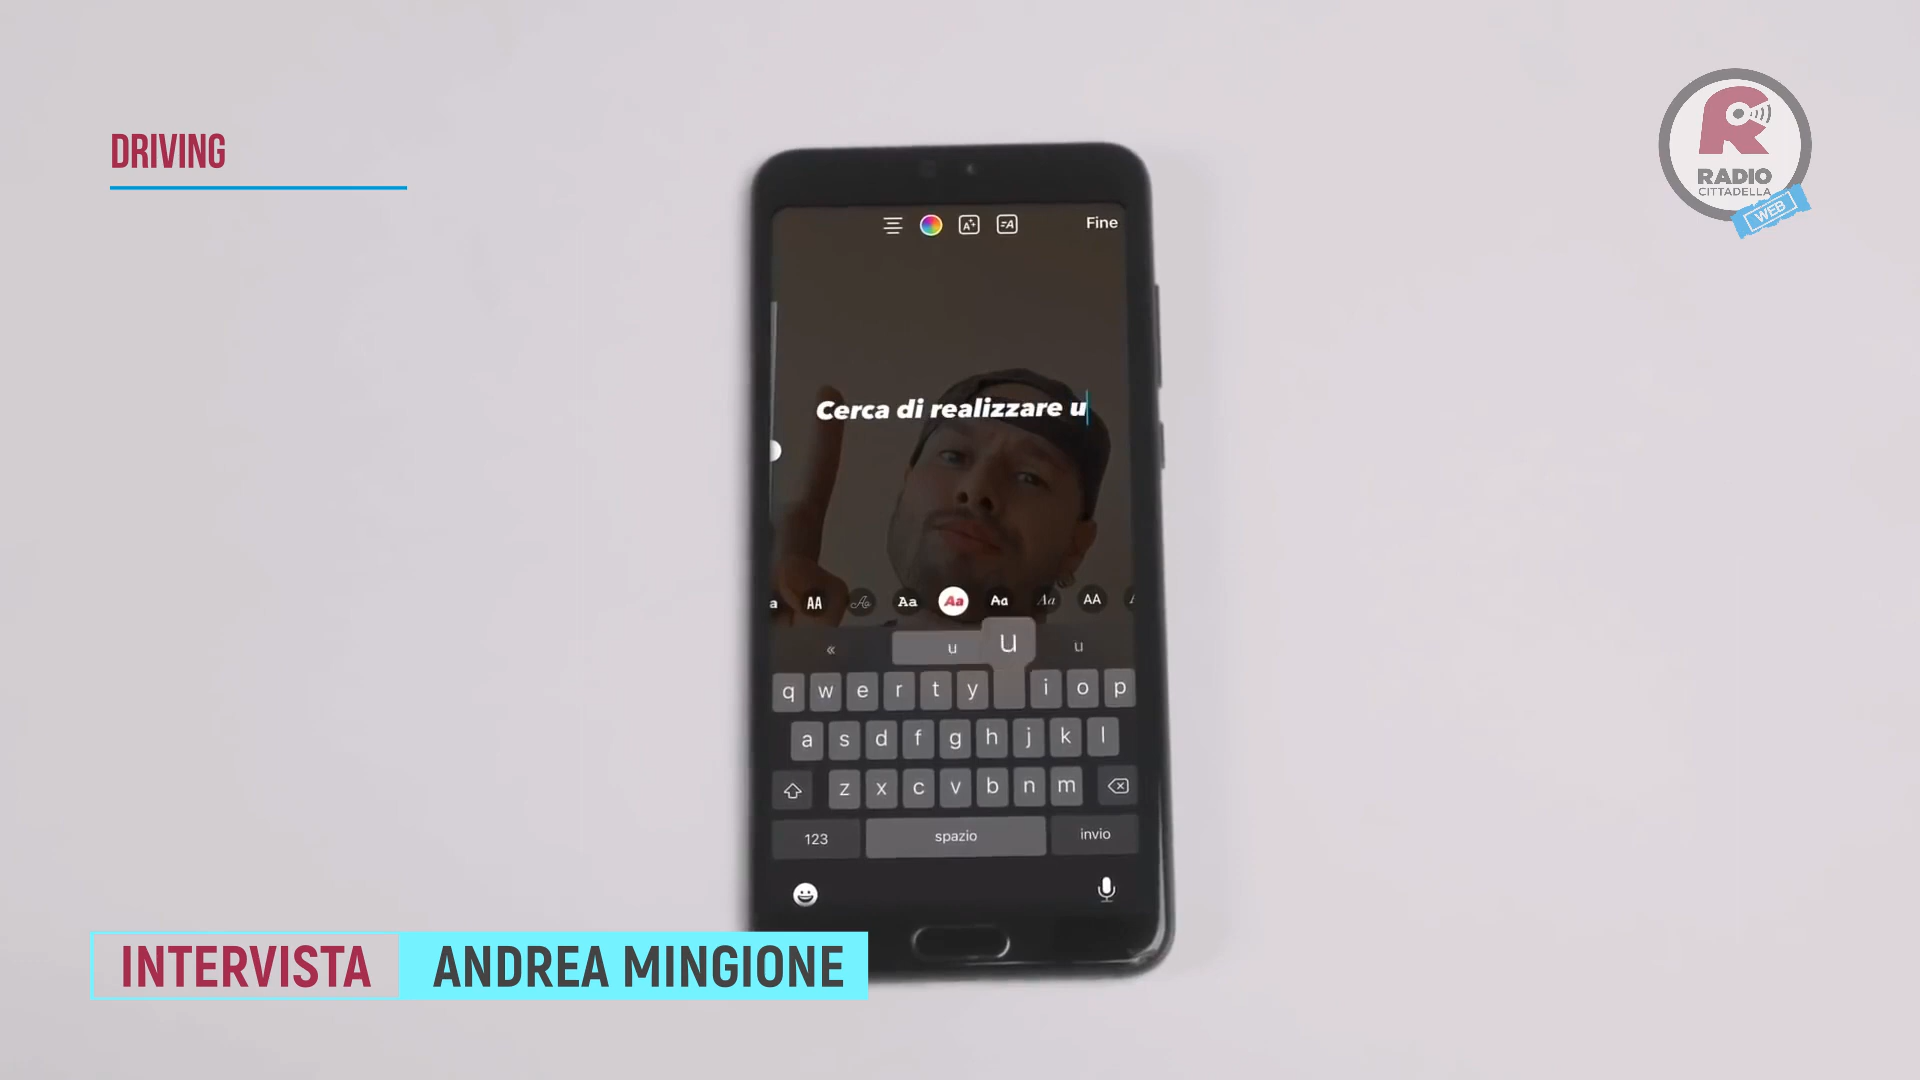 DRIVING
RADIO
CITTADELLA
WEB
Fine
Cerca di realizzare u
a AA Aa Aa Aa Aa Aa AA
« u u u
q w e r t y i o p
a s d f g h j k l
z x c v b n m
123 spazio invio
INTERVISTA ANDREA MINGIONE